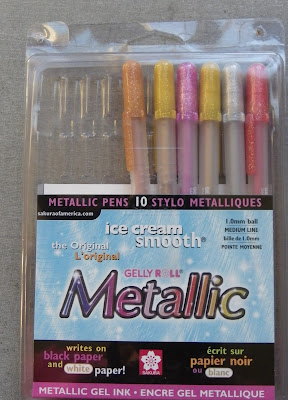 METALLIC PENS 10 STYLO METALIQUES
sakuraofamerica.com
ice cream
smooth®
1.0mm ball
MEDIUM LINE
bille de 1.0mm
POINTE MOYENNE
the Original
L'original
GELLY ROLL®
Metallic
writes on
black paper
and white paper!
SAKURA
écrit sur
papier noir
ou blanc
METALLIC GEL INK • ENCRE GEL METALLIQUE